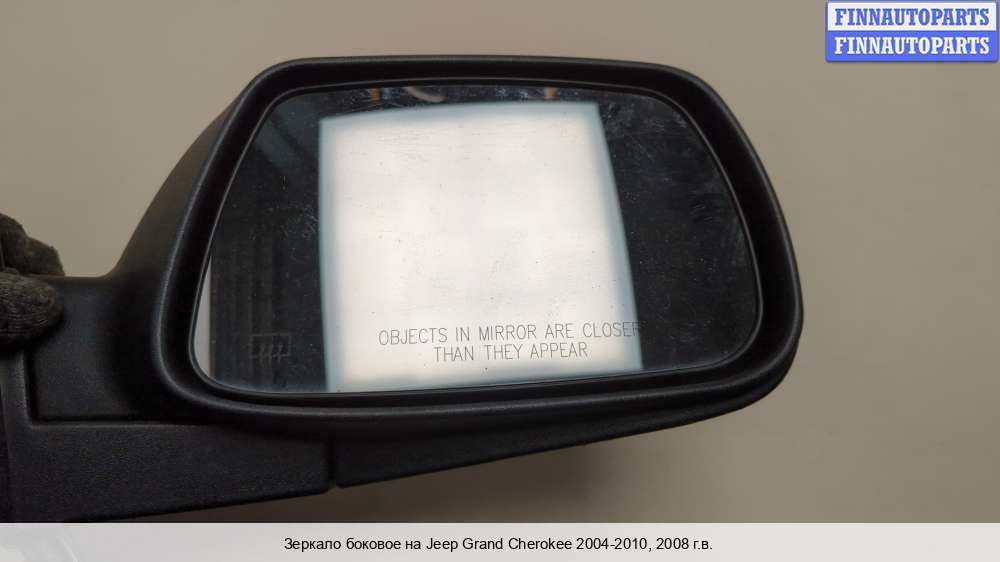 FINNAUTOPARTS
FINNAUTOPARTS
OBJECTS IN MIRROR ARE CLOSER
THAN THEY APPEAR
Зеркало боковое на Jeep Grand Cherokee 2004-2010, 2008 г.в.